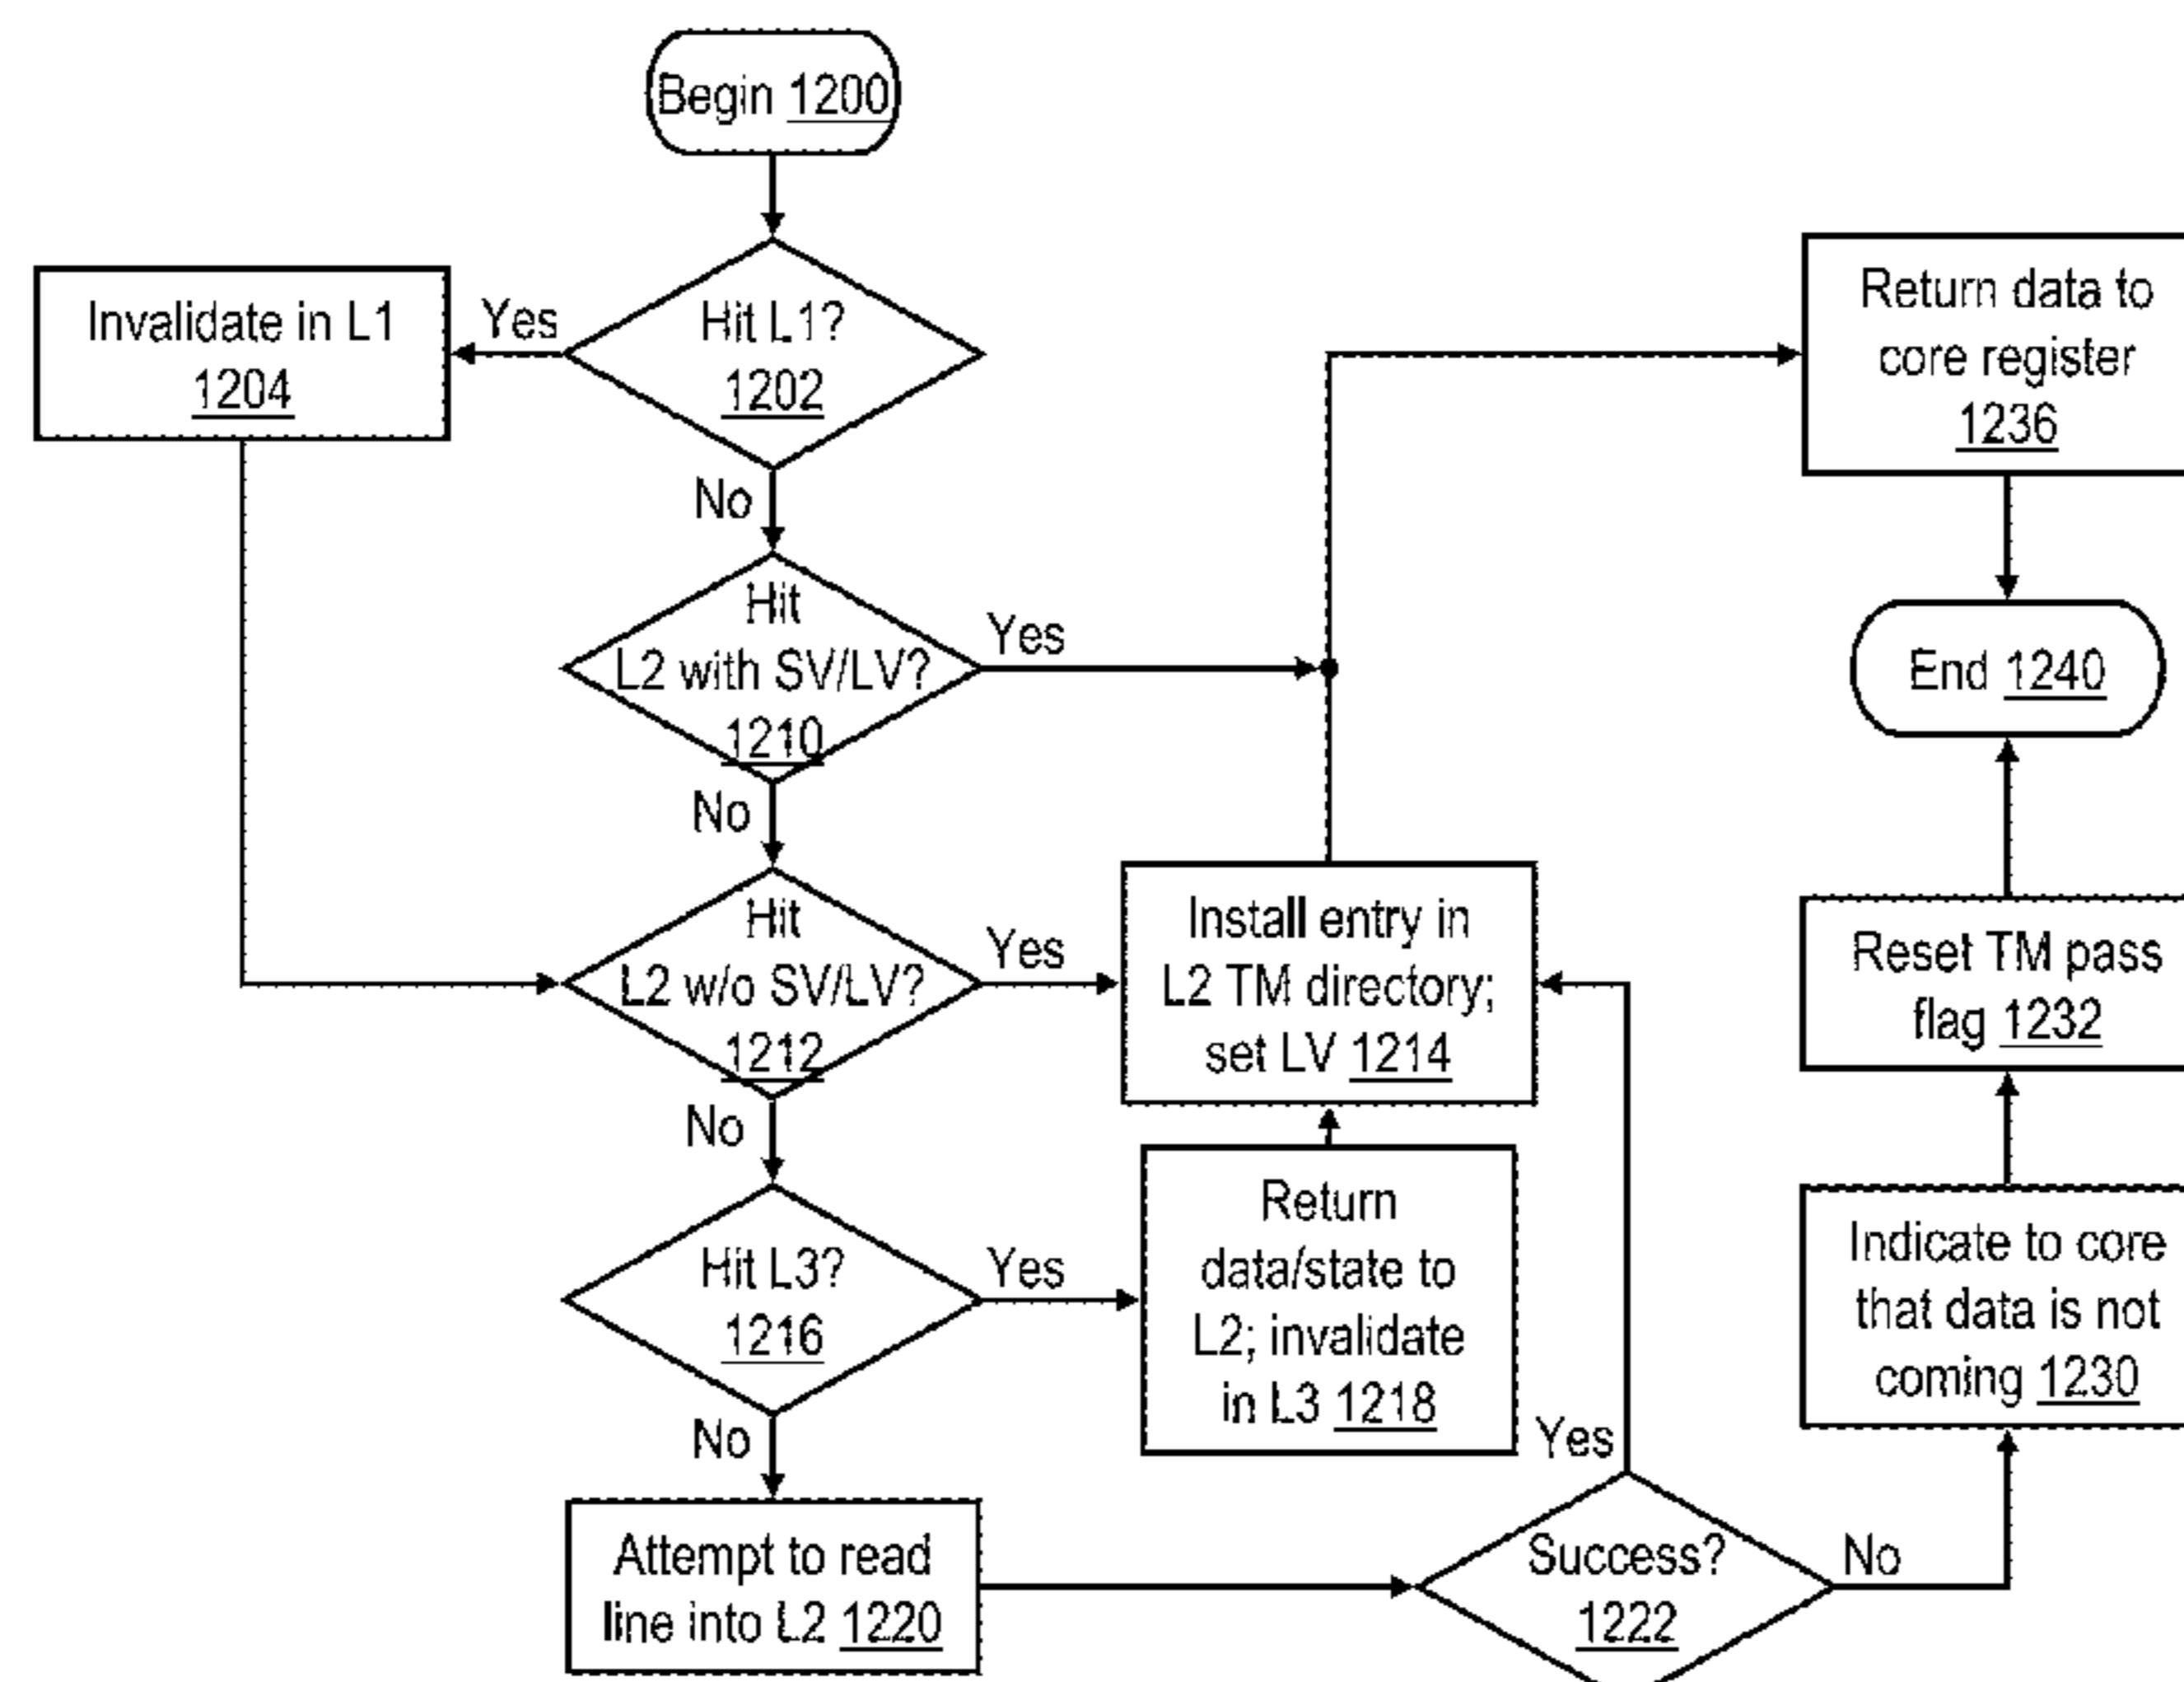 Begin 1200
Invalidate in L1
1204
Yes
Hit L1?
1202
No
Hit
L2 with SV/LV?
1210
Yes
No
Hit
L2 w/o SV/LV?
1212
Yes
No
Hit L3?
1216
Yes
No
Attempt to read
line into L2 1220
Install entry in
L2 TM directory;
set LV 1214
Return
data/state to
L2; invalidate
in L3 1218
Yes
Success?
1222
No
Return data to
core register
1236
End 1240
Reset TM pass
flag 1232
Indicate to core
that data is not
coming 1230